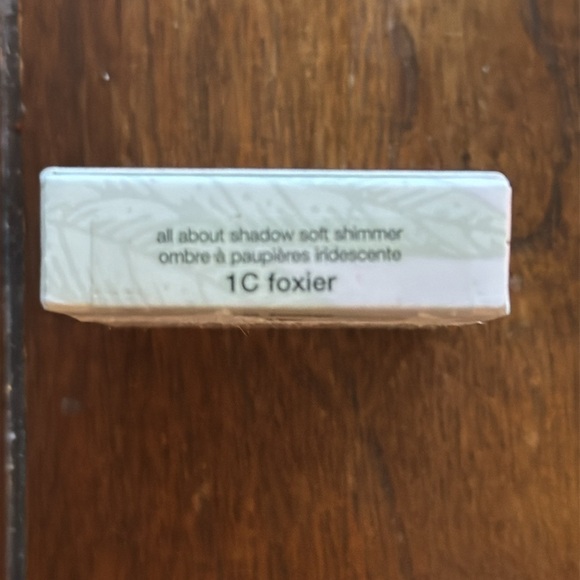 all about shadow soft shimmer
ombre à paupières iridescente
1C foxier